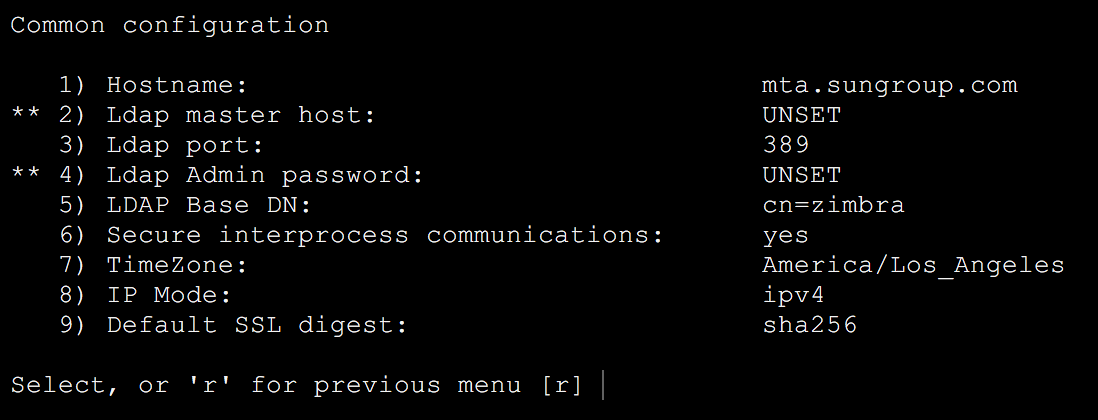 Common configuration
1) Hostname: mta.sungroup.com
** 2) Ldap master host: UNSET
3) Ldap port: 389
** 4) Ldap Admin password: UNSET
5) LDAP Base DN: cn=zimbra
6) Secure interprocess communications: yes
7) TimeZone: America/Los_Angeles
8) IP Mode: ipv4
9) Default SSL digest: sha256
Select, or 'r' for previous menu [r]